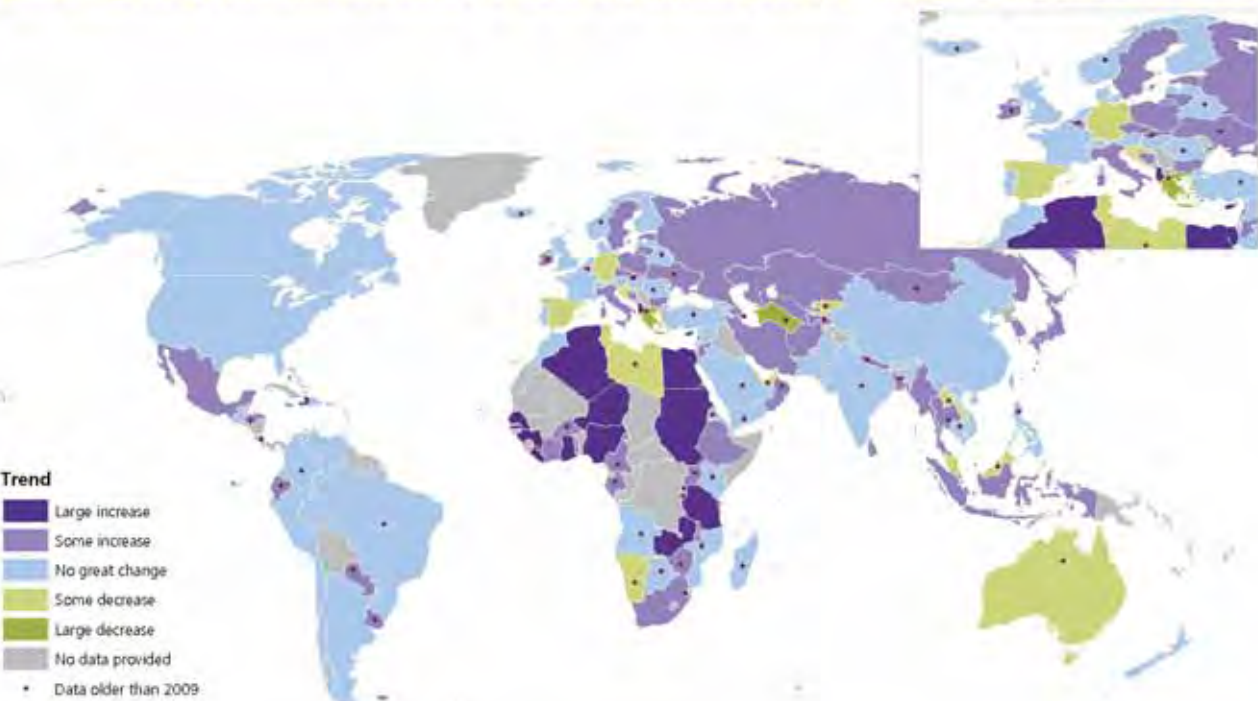 Trend
Large increase
Some increase
No great change
Some decrease
Large decrease
No data provided
Data older than 2009